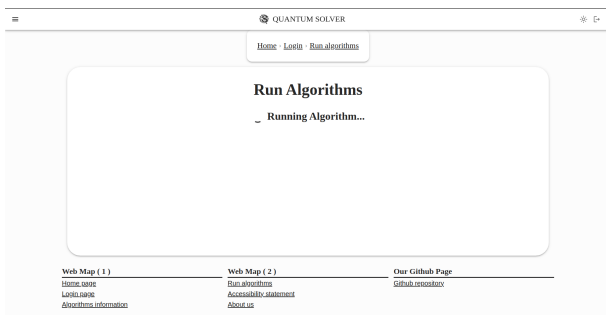 QUANTUM SOLVER
Home · Login · Run algorithms
Run Algorithms
Running Algorithm...
Web Map ( 1 )
Home page
Login page
Algorithms information
Web Map ( 2 )
Run algorithms
Accessibility statement
About us
Our Github Page
Github repository